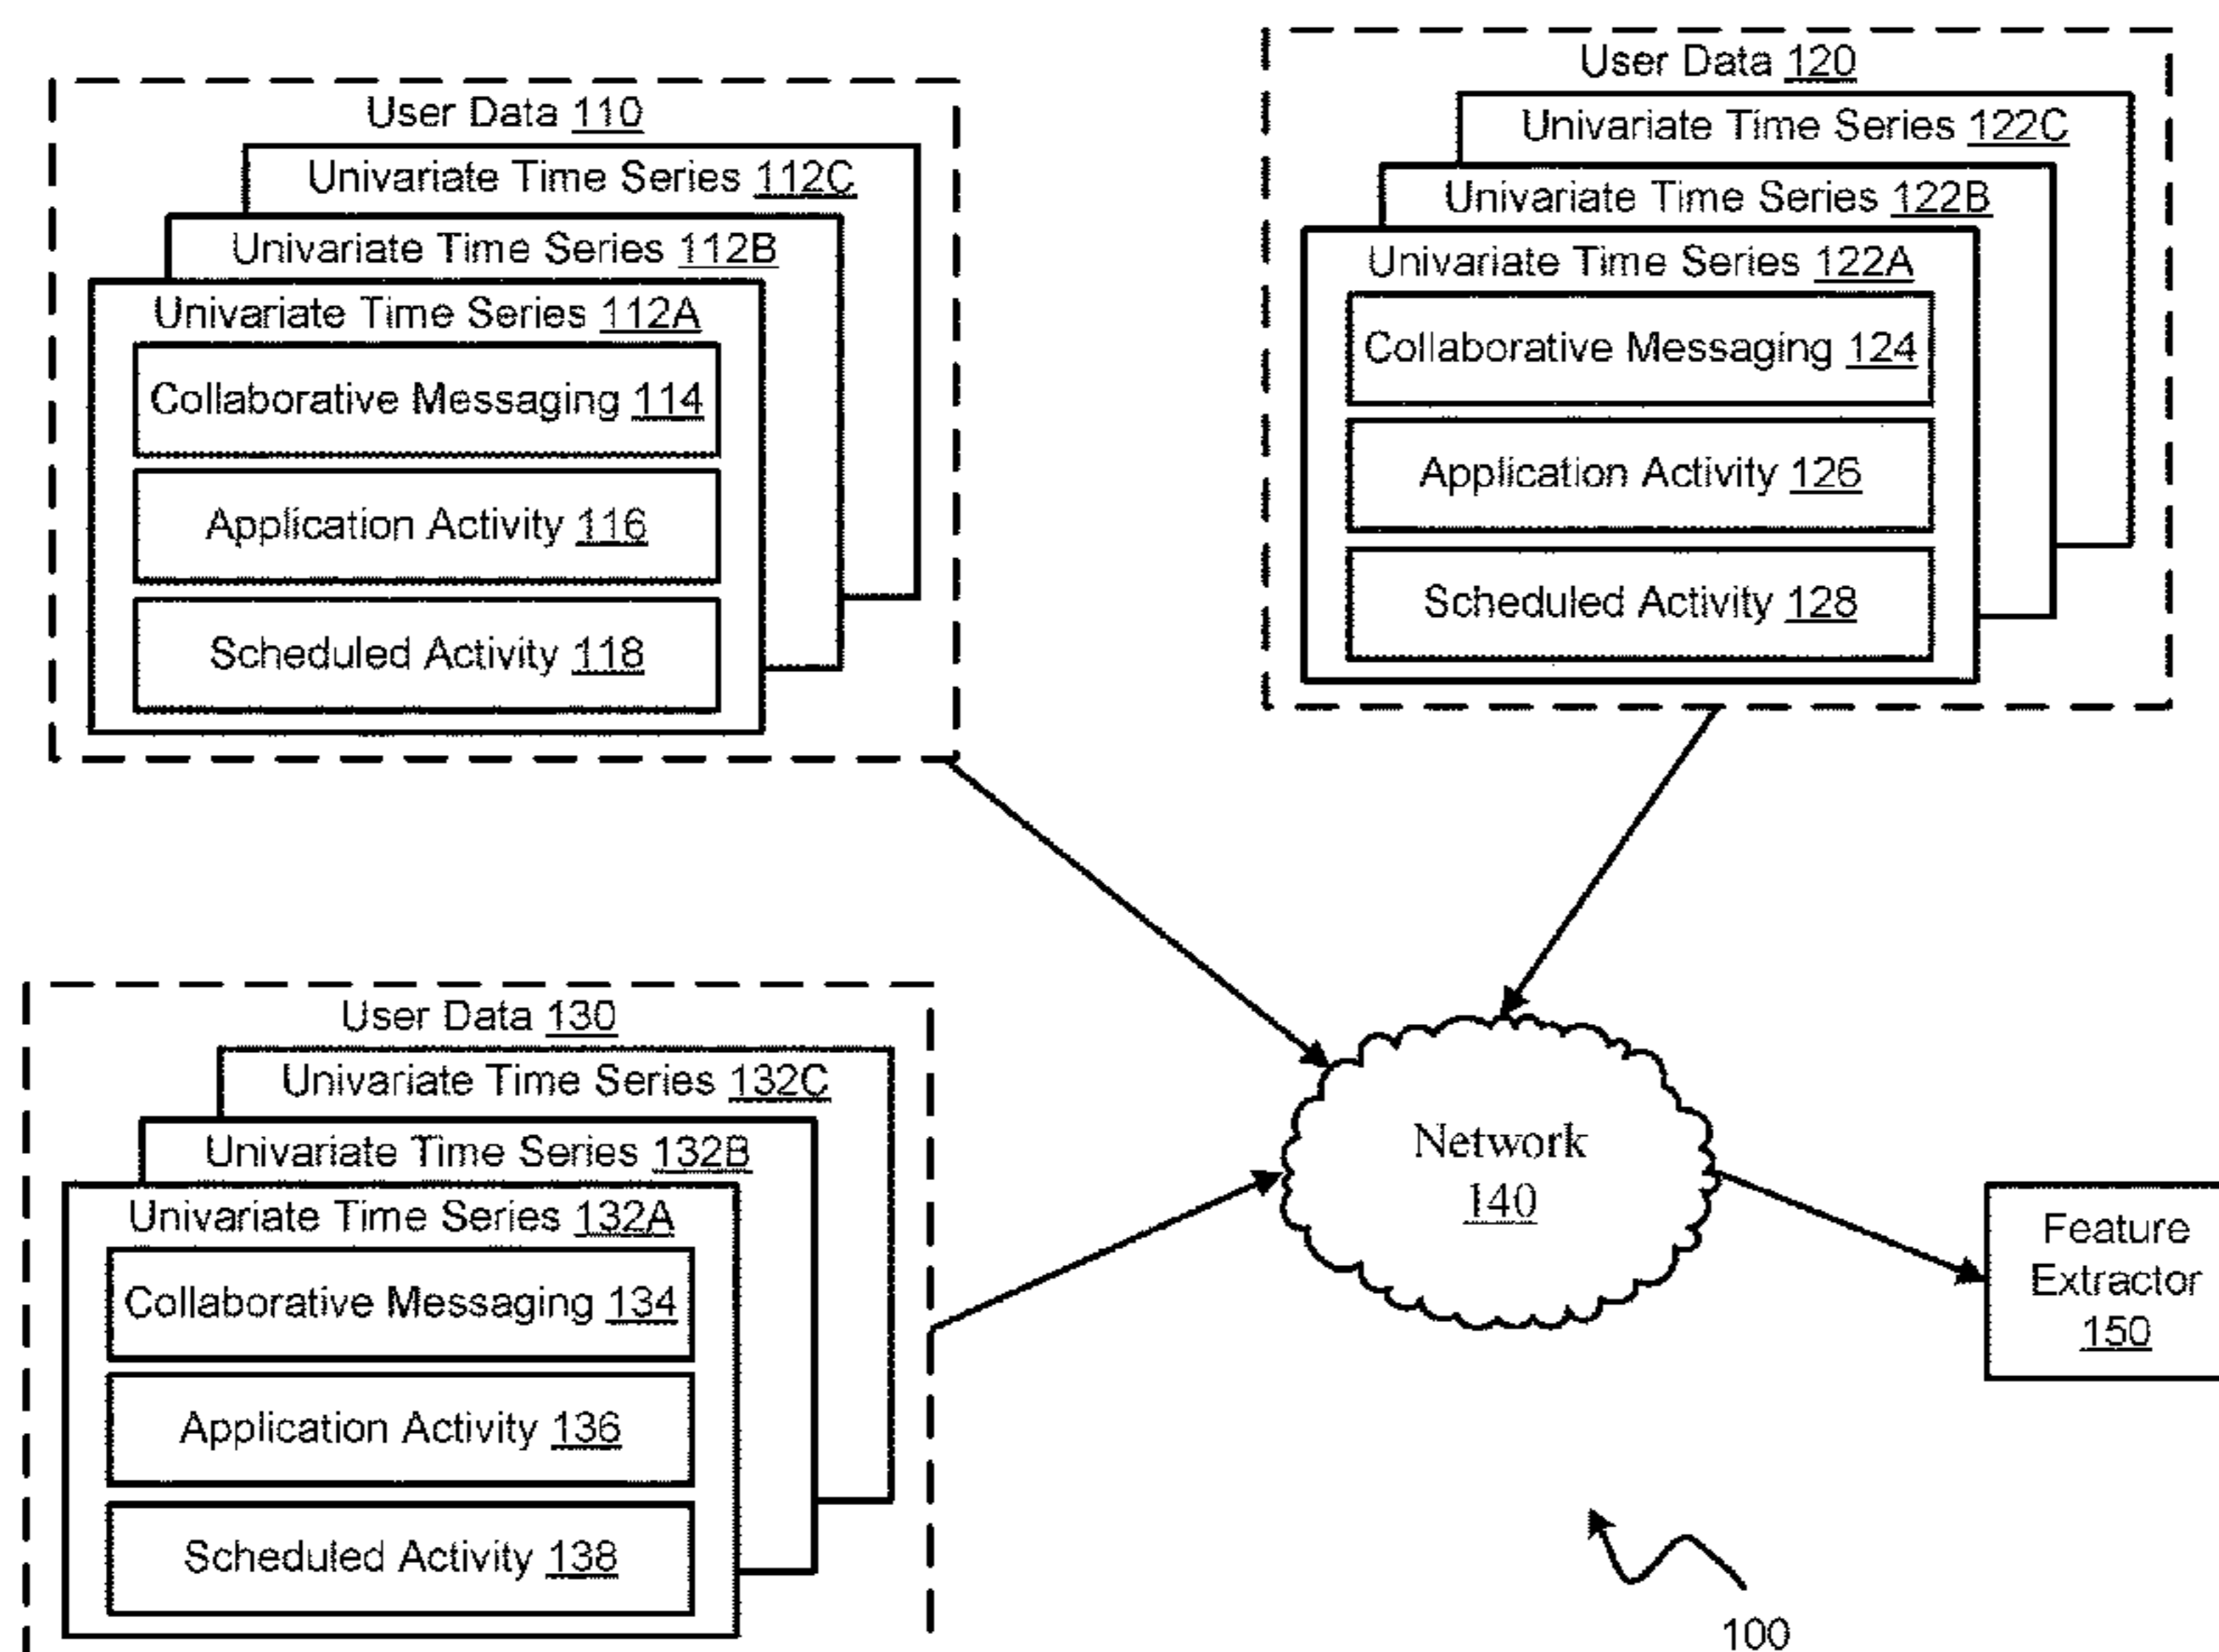 User Data 110
Univariate Time Series 112C
Univariate Time Series 112B
Univariate Time Series 112A
Collaborative Messaging 114
Application Activity 116
Scheduled Activity 118
User Data 120
Univariate Time Series 122C
Univariate Time Series 122B
Univariate Time Series 122A
Collaborative Messaging 124
Application Activity 126
Scheduled Activity 128
User Data 130
Univariate Time Series 132C
Univariate Time Series 132B
Univariate Time Series 132A
Collaborative Messaging 134
Application Activity 136
Scheduled Activity 138
Network
140
Feature
Extractor
150
100